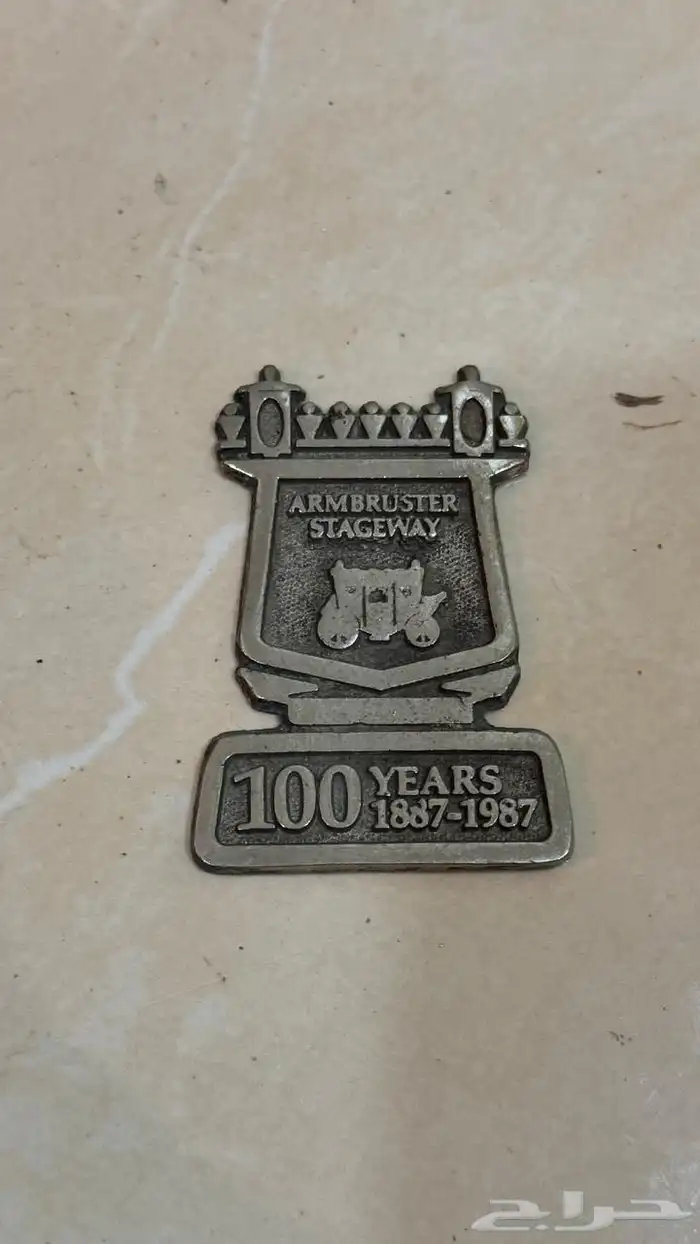 ARMBRUSTER
STAGEWAY
100 YEARS
1887-1987
حراج